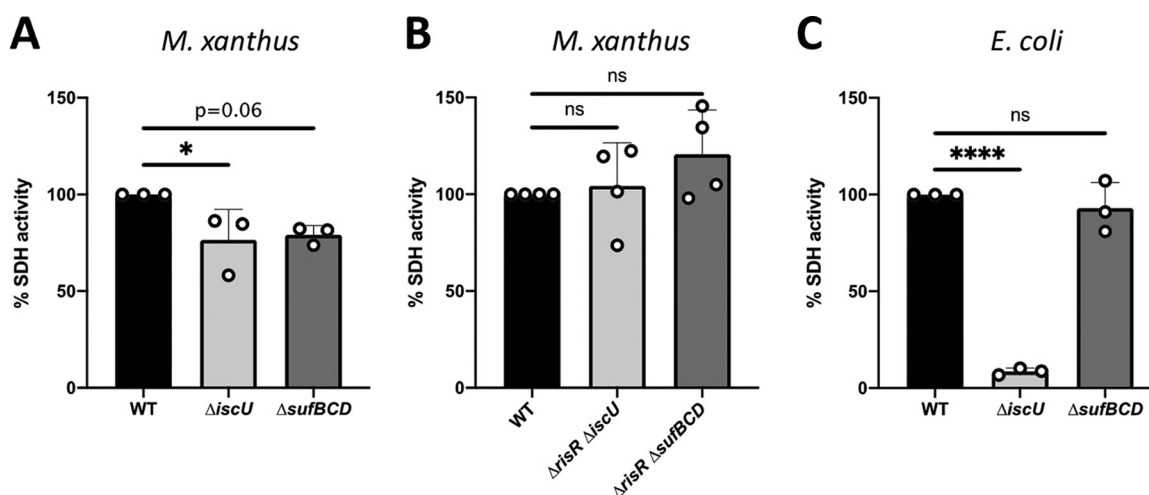 A
M. xanthus
150
100
50
0
% SDH activity
p=0.06
*
WT
ΔiscU
ΔsufBCD
B
M. xanthus
150
100
50
0
% SDH activity
ns
ns
WT
ΔrisR ΔiscU
ΔrisR ΔsufBCD
C
E. coli
150
100
50
0
% SDH activity
ns
****
WT
ΔiscU
ΔsufBCD